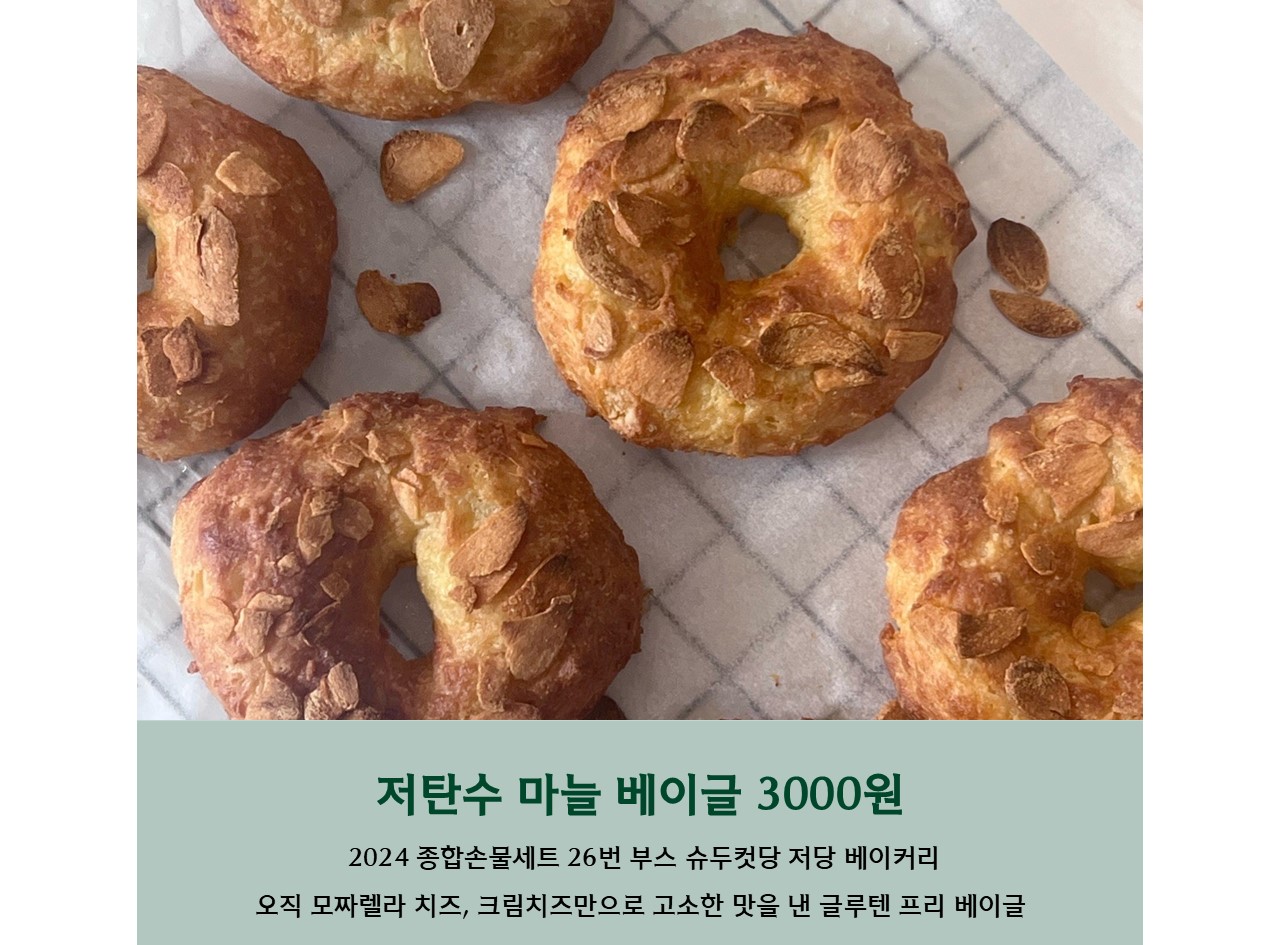 저탄수 마늘 베이글 3000원
2024 종합손물세트 26번 부스 슈두컷당 저당 베이커리
오직 모짜렐라 치즈, 크림치즈만으로 고소한 맛을 낸 글루텐 프리 베이글